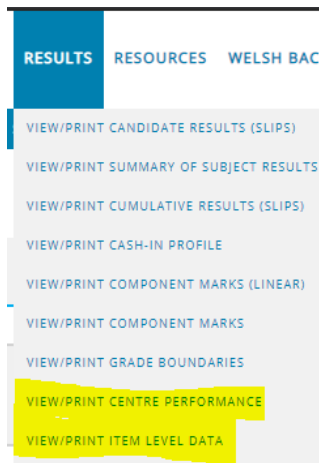 RESULTS RESOURCES WELSH BAC
VIEW/PRINT CANDIDATE RESULTS (SLIPS)
VIEW/PRINT SUMMARY OF SUBJECT RESULTS
VIEW/PRINT CUMULATIVE RESULTS (SLIPS)
VIEW/PRINT CASH-IN PROFILE
VIEW/PRINT COMPONENT MARKS (LINEAR)
VIEW/PRINT COMPONENT MARKS
VIEW/PRINT GRADE BOUNDARIES
VIEW/PRINT CENTRE PERFORMANCE
VIEW/PRINT ITEM LEVEL DATA